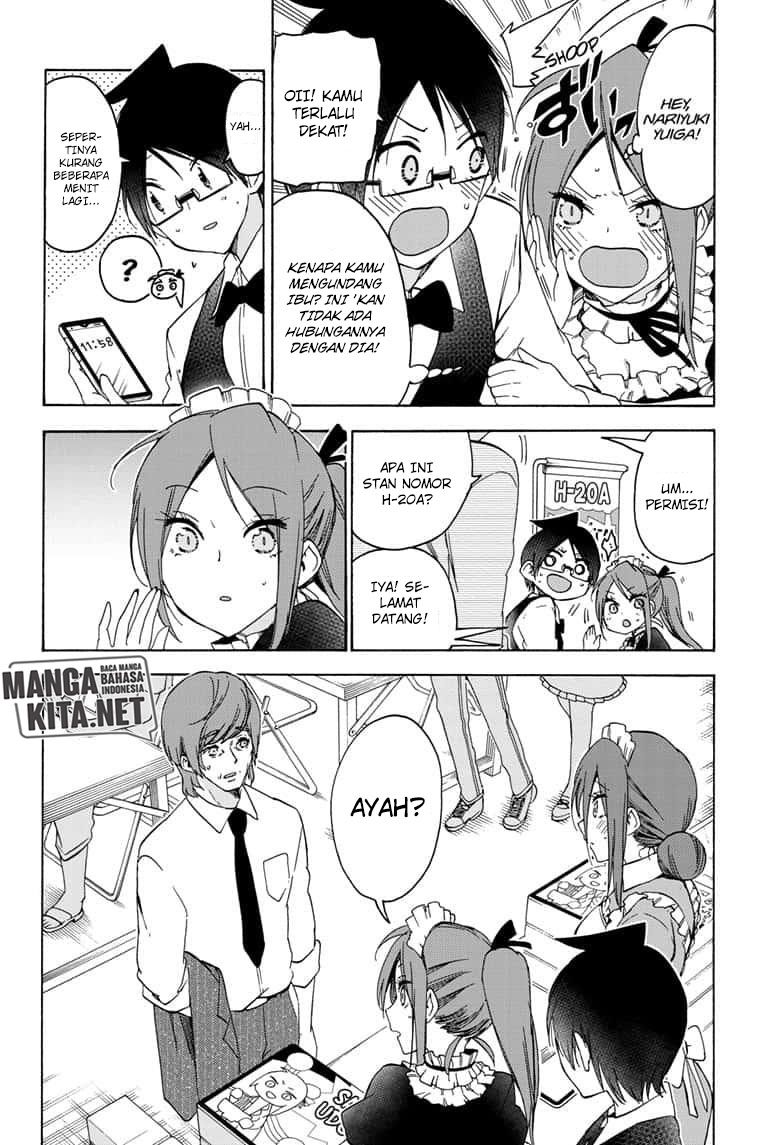 HEY,
NARIYUKI
YUIGA!
SHOOP
OII! KAMU
TERLALU
DEKAT!
KENAPA KAMU
MENGUNDANG
IBU? INI 'KAN
TIDAK ADA
HUBUNGANNYA
DENGAN DIA!
YAH...
SEPER-
TINYA
KURANG
BEBERAPA
MENIT
LAGI...
?
11:58
UM...
PERMISI!
H-20A
APA INI
STAN NOMOR
H-20A?
IYA! SE-
LAMAT
DATANG!
MANGA
KITA.NET
BACA MANGA
BAHASA
INDONESIA
AYAH?